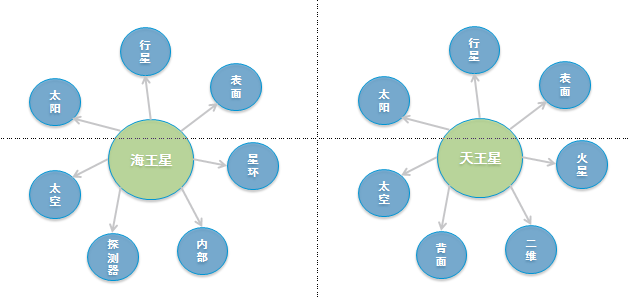 行
星
表
面
太
阳
海王星
星
环
太
空
内
部
探
测
器
行
星
表
面
太
阳
天王星
火
星
太
空
二
维
背
面